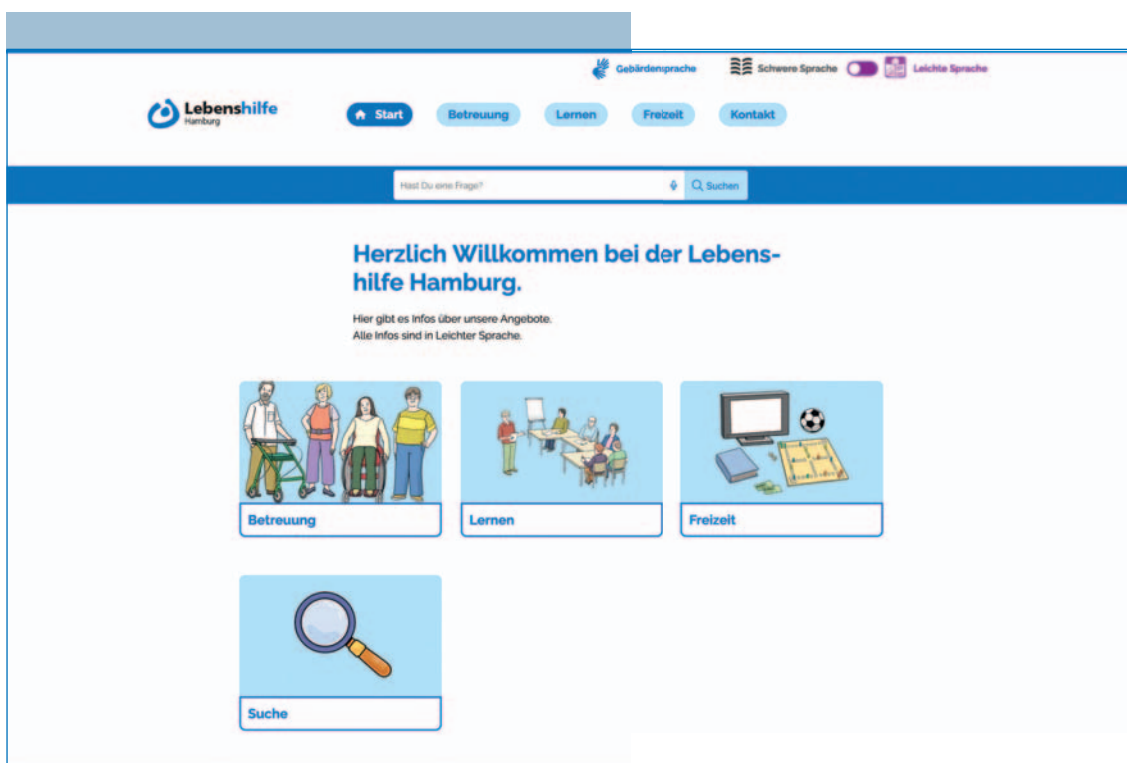 Gebärdensprache
Schwere Sprache
Leichte Sprache
Lebenshilfe
Hamburg
Start
Betreuung
Lernen
Freizeit
Kontakt
Hast Du eine Frage?
Suchen
Herzlich Willkommen bei der Lebens-
hilfe Hamburg.
Hier gibt es Infos über unsere Angebote.
Alle Infos sind in Leichter Sprache.
Betreuung
Lernen
Freizeit
Suche